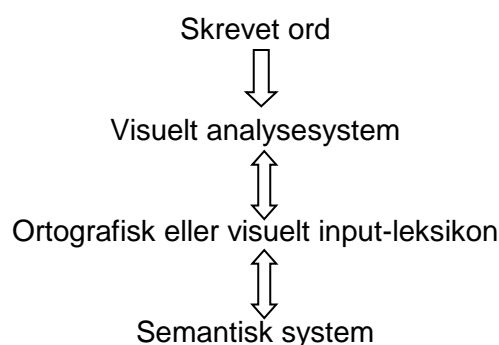 Skrevet ord
Visuelt analysesystem
Ortografisk eller visuelt input-leksikon
Semantisk system